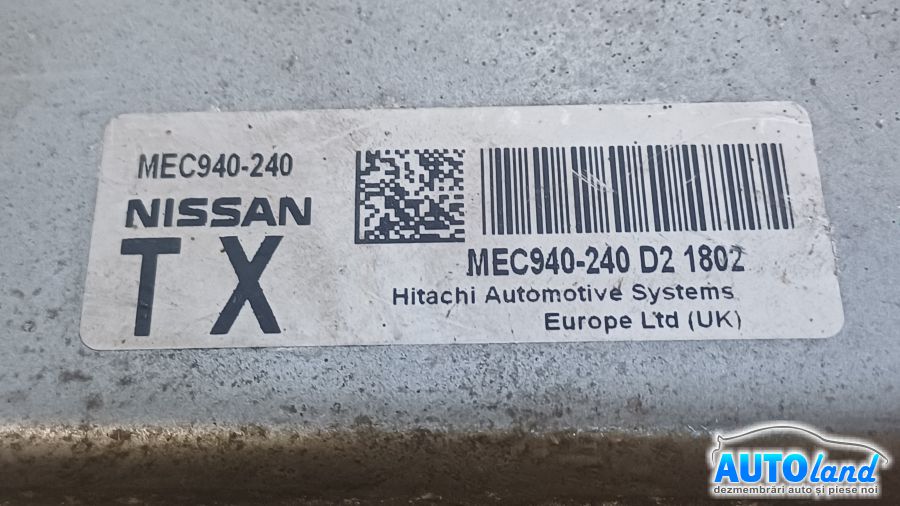 MEC940-240
NISSAN
TX
MEC940-240 D2 1802
Hitachi Automotive Systems
Europe Ltd (UK)
AUTOland
dezmembrări auto și piese noi